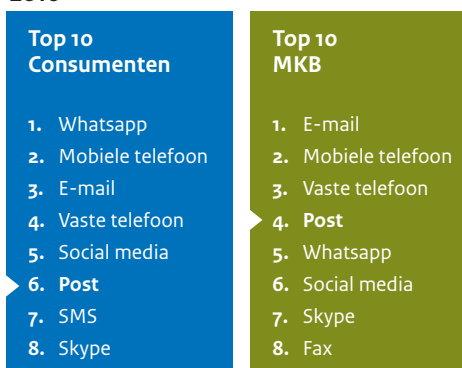 Top 10
Consumenten
1. Whatsapp
2. Mobiele telefoon
3. E-mail
4. Vaste telefoon
5. Social media
6. Post
7. SMS
8. Skype
Top 10
MKB
1. E-mail
2. Mobiele telefoon
3. Vaste telefoon
4. Post
5. Whatsapp
6. Social media
7. Skype
8. Fax